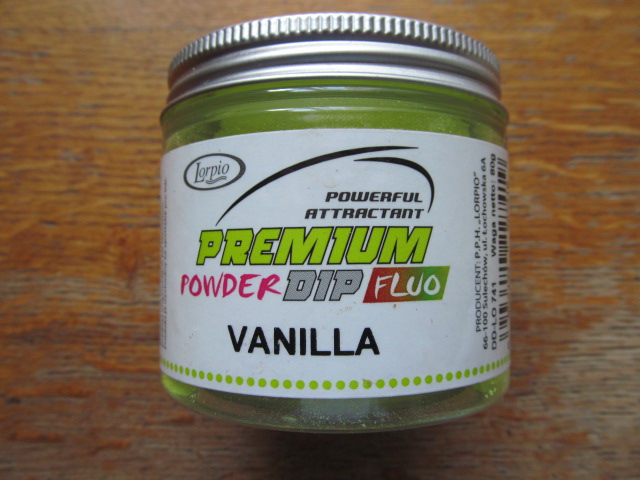 Lorpio
POWERFUL
ATTRACTANT
PREMIUM
POWDER DIP FLUO
VANILLA
PRODUCENT: P.P.H. „LORPIO"
66-100 Sulechów, ul. Łochowska 6A
DD-LO 741 Waga netto: 80g